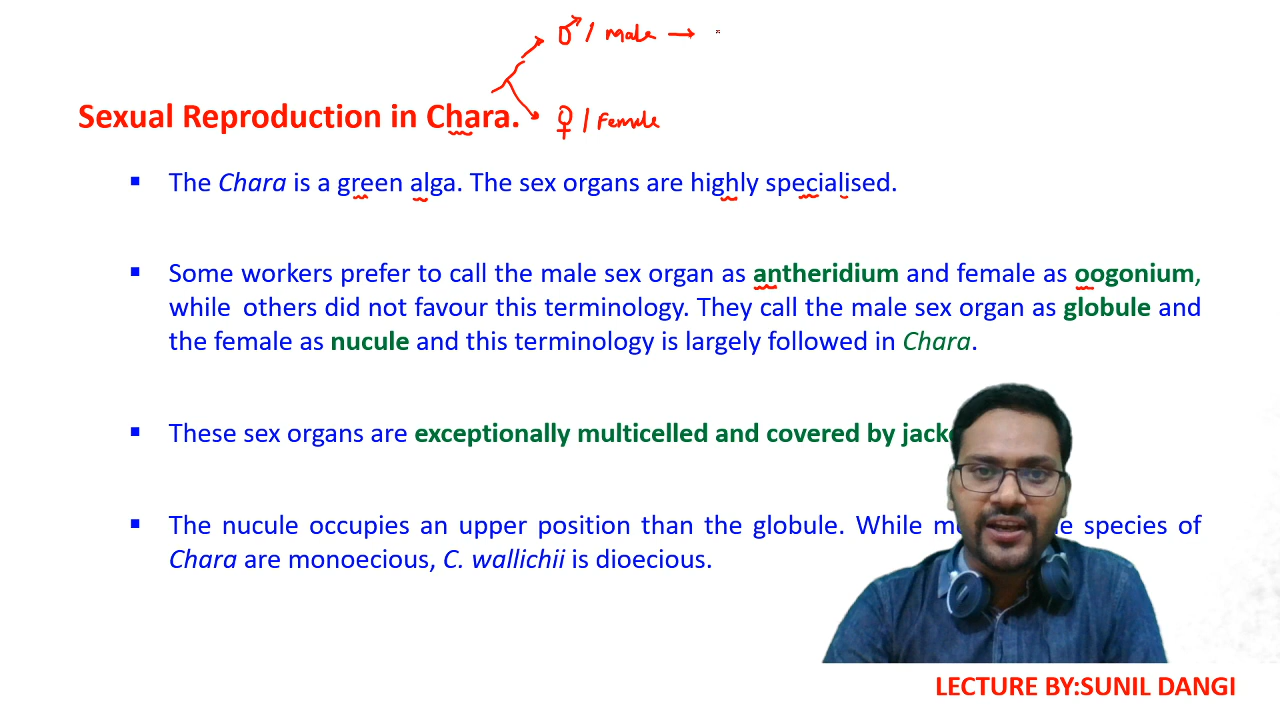 ♂ / male →
Sexual Reproduction in Chara. ♀ / Female
▪ The Chara is a green alga. The sex organs are highly specialised.
▪ Some workers prefer to call the male sex organ as antheridium and female as oogonium,
while others did not favour this terminology. They call the male sex organ as globule and
the female as nucule and this terminology is largely followed in Chara.
▪ These sex organs are exceptionally multicelled and covered by
▪ The nucule occupies an upper position than the globule. While species of
Chara are monoecious, C. wallichii is dioecious.
LECTURE BY:SUNIL DANGI